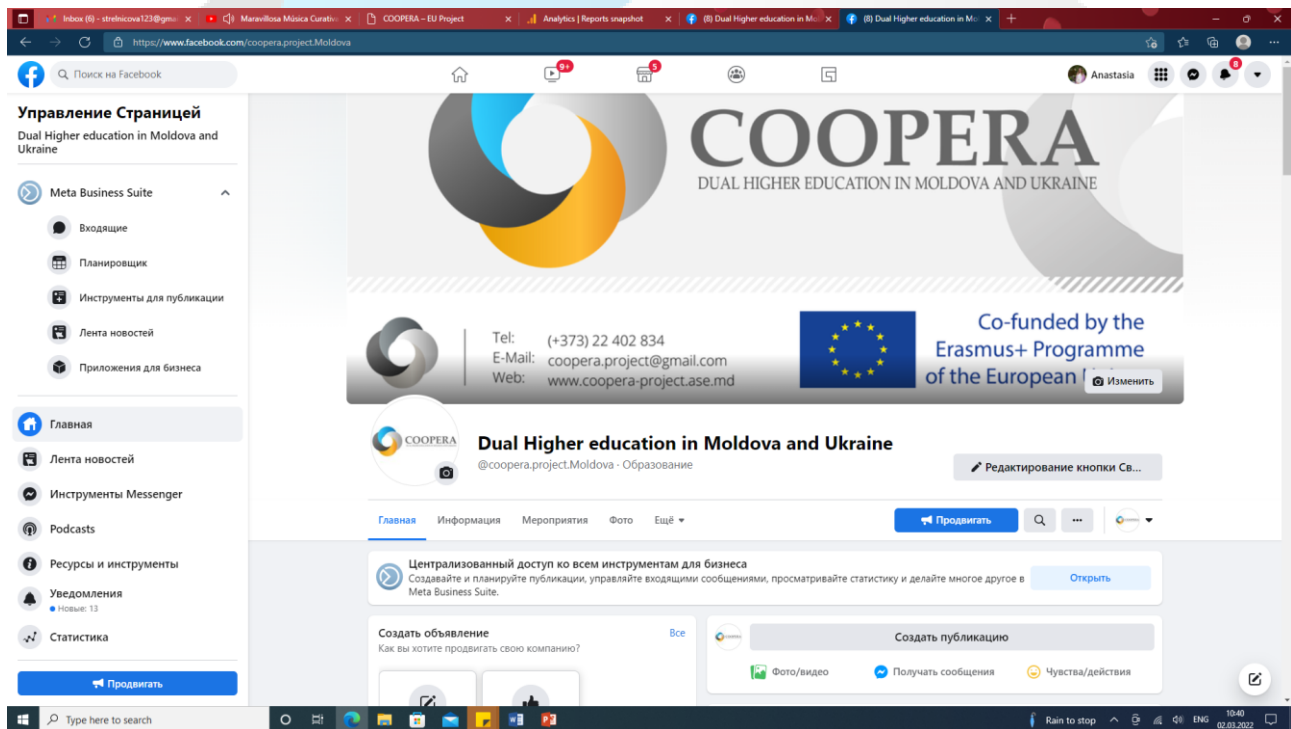 Inbox (6) - strelnicova123@gma
Maravillosa Música Curativ
COOPERA – EU Project
Analytics | Reports snapshot
(8) Dual Higher education in Mol
(8) Dual Higher education in Mo
https://www.facebook.com/coopera.project.Moldova
Поиск на Facebook
9+
5
Anastasia
8
Управление Страницей
Dual Higher education in Moldova and
Ukraine
Meta Business Suite
Входящие
Планировщик
Инструменты для публикации
Лента новостей
Приложения для бизнеса
Главная
Лента новостей
Инструменты Messenger
Podcasts
Ресурсы и инструменты
Уведомления
Новые: 13
Статистика
Продвигать
COOPERA
DUAL HIGHER EDUCATION IN MOLDOVA AND UKRAINE
Tel: (+373) 22 402 834
E-Mail: coopera.project@gmail.com
Web: www.coopera-project.ase.md
Co-funded by the
Erasmus+ Programme
of the European
Изменить
COOPERA
Dual Higher education in Moldova and Ukraine
@coopera.project.Moldova · Образование
Редактирование кнопки Св...
Главная Информация Мероприятия Фото Ещё
Продвигать
Централизованный доступ ко всем инструментам для бизнеса
Создавайте и планируйте публикации, управляйте входящими сообщениями, просматривайте статистику и делайте многое другое в
Meta Business Suite.
Открыть
Создать объявление
Все
Как вы хотите продвигать свою компанию?
Создать публикацию
Фото/видео
Получать сообщения
Чувства/действия
Type here to search
Rain to stop
ENG
10:40
02.03.2022